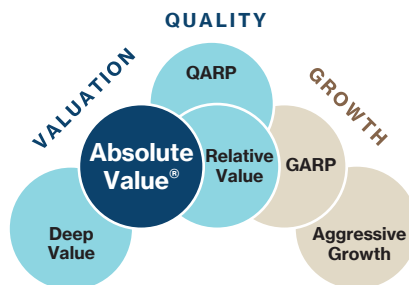 QUALITY
VALUATION
GROWTH
QARP
Absolute
Value®
Relative
Value
GARP
Deep
Value
Aggressive
Growth